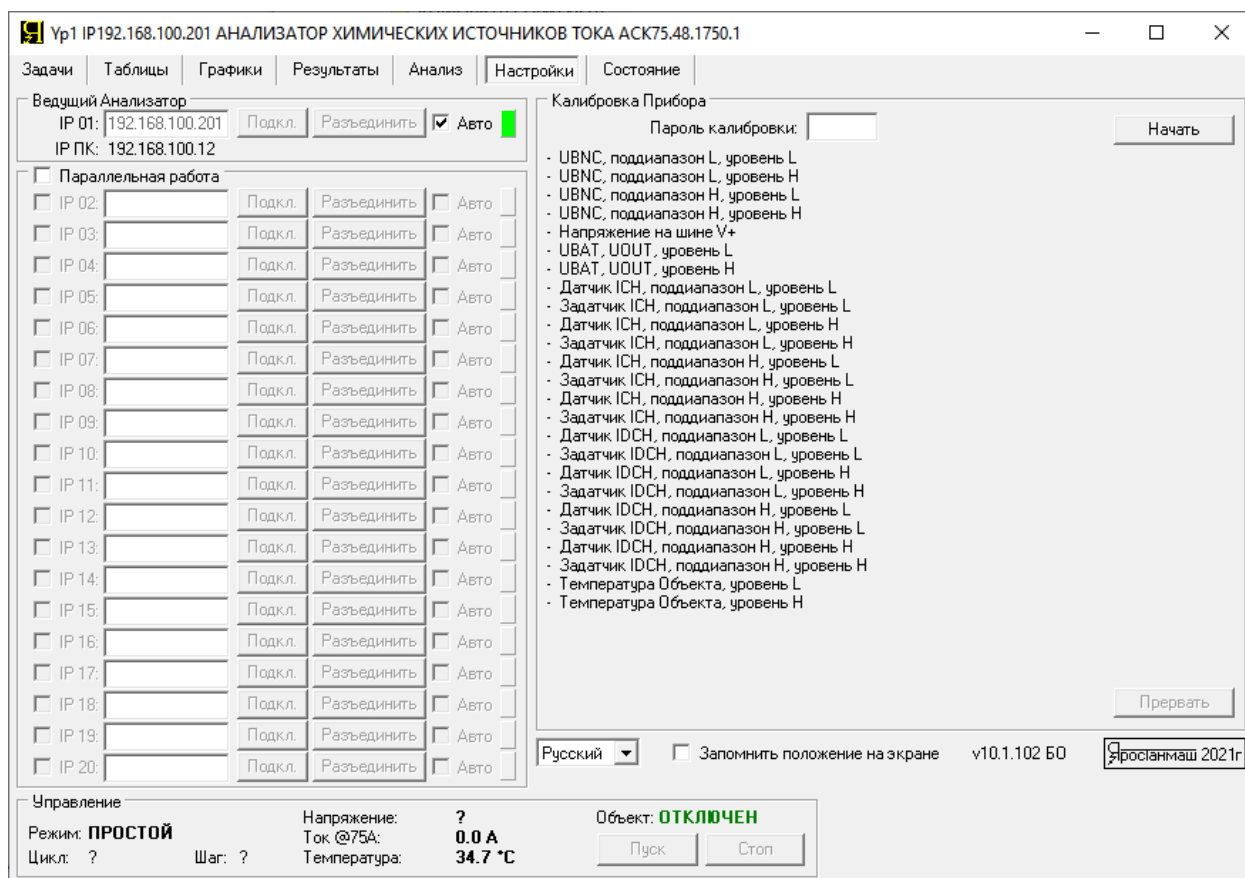 Yp1 IP192.168.100.201 АНАЛИЗАТОР ХИМИЧЕСКИХ ИСТОЧНИКОВ ТОКА АСК75.48.1750.1
Задачи Таблицы Графики Результаты Анализ Настройки Состояние
Ведущий Анализатор
IP 01: 192.168.100.201 Подкл. Разъединить Авто
IP ПК: 192.168.100.12
Параллельная работа
IP 02: Подкл. Разъединить Авто
IP 03: Подкл. Разъединить Авто
IP 04: Подкл. Разъединить Авто
IP 05: Подкл. Разъединить Авто
IP 06: Подкл. Разъединить Авто
IP 07: Подкл. Разъединить Авто
IP 08: Подкл. Разъединить Авто
IP 09: Подкл. Разъединить Авто
IP 10: Подкл. Разъединить Авто
IP 11: Подкл. Разъединить Авто
IP 12: Подкл. Разъединить Авто
IP 13: Подкл. Разъединить Авто
IP 14: Подкл. Разъединить Авто
IP 15: Подкл. Разъединить Авто
IP 16: Подкл. Разъединить Авто
IP 17: Подкл. Разъединить Авто
IP 18: Подкл. Разъединить Авто
IP 19: Подкл. Разъединить Авто
IP 20: Подкл. Разъединить Авто
Калибровка Прибора
Пароль калибровки: Начать
- UBNC, поддиапазон L, уровень L
- UBNC, поддиапазон L, уровень H
- UBNC, поддиапазон H, уровень L
- UBNC, поддиапазон H, уровень H
- Напряжение на шине V+
- UBAT, UOUT, уровень L
- UBAT, UOUT, уровень H
- Датчик ICH, поддиапазон L, уровень L
- Задатчик ICH, поддиапазон L, уровень L
- Датчик ICH, поддиапазон L, уровень H
- Задатчик ICH, поддиапазон L, уровень H
- Датчик ICH, поддиапазон H, уровень L
- Задатчик ICH, поддиапазон H, уровень L
- Датчик ICH, поддиапазон H, уровень H
- Задатчик ICH, поддиапазон H, уровень H
- Датчик IDCH, поддиапазон L, уровень L
- Задатчик IDCH, поддиапазон L, уровень L
- Датчик IDCH, поддиапазон L, уровень H
- Задатчик IDCH, поддиапазон L, уровень H
- Датчик IDCH, поддиапазон H, уровень L
- Задатчик IDCH, поддиапазон H, уровень L
- Датчик IDCH, поддиапазон H, уровень H
- Задатчик IDCH, поддиапазон H, уровень H
- Температура Объекта, уровень L
- Температура Объекта, уровень H
Прервать
Русский Запомнить положение на экране v10.1.102 БО Яростанмаш 2021г
Управление
Режим: ПРОСТОЙ
Цикл: ? Шаг: ?
Напряжение: ?
Ток @75А: 0.0 А
Температура: 34.7 °C
Объект: ОТКЛЮЧЕН
Пуск Стоп